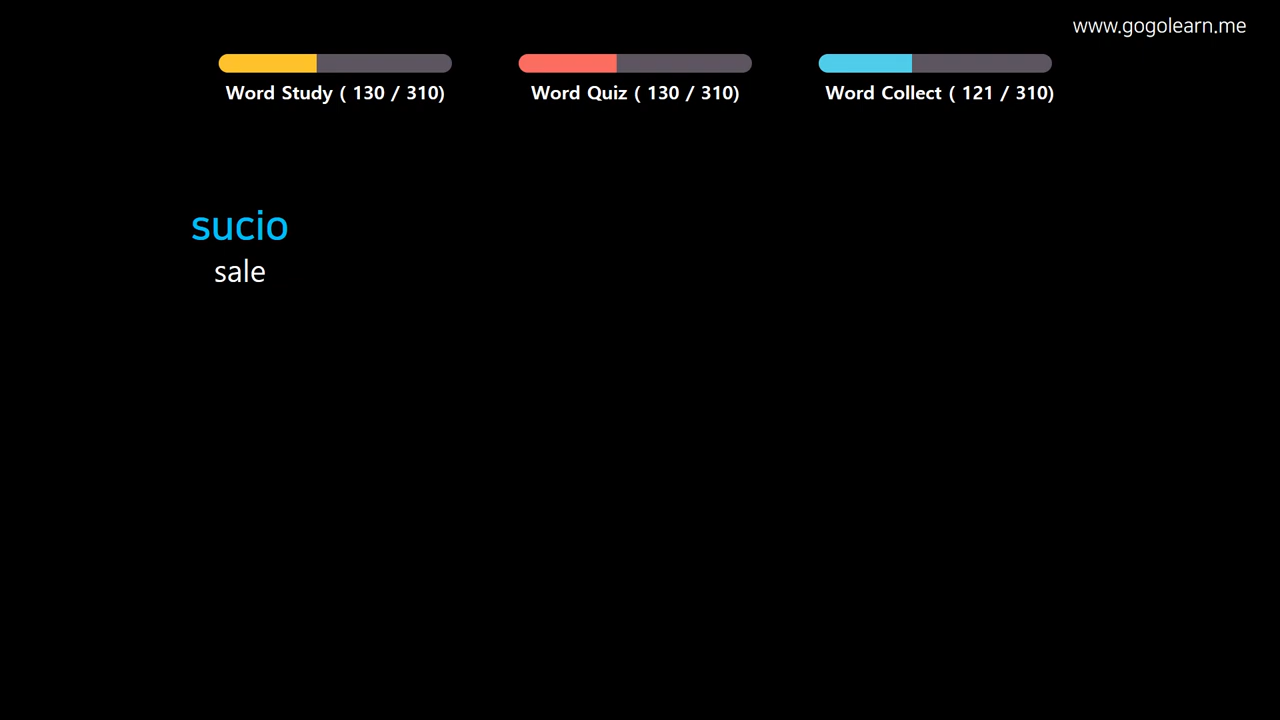 www.gogolearn.me
Word Study ( 130 / 310)
Word Quiz ( 130 / 310)
Word Collect ( 121 / 310)
sucio
sale